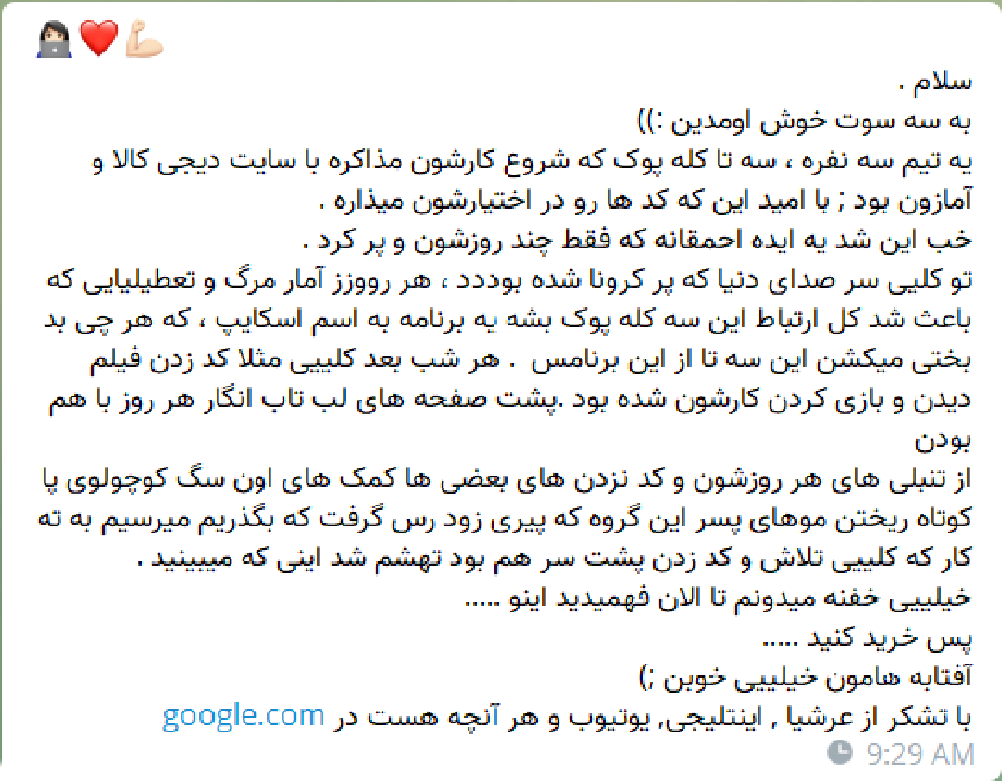 👩🏻‍💻❤️💪🏻
سلام .
به سه سوت خوش اومدین :))
یه تیم سه نفره ، سه تا کله پوک که شروع کارشون مذاکره با سایت دیجی کالا و
آمازون بود ; با امید این که کد ها رو در اختیارشون میذاره .
خب این شد یه ایده احمقانه که فقط چند روزشون و پر کرد .
تو کلیی سر صدای دنیا که پر کرونا شده بوددد ، هر رووزز آمار مرگ و تعطیلیایی که
باعث شد کل ارتباط این سه کله پوک بشه یه برنامه به اسم اسکایپ ، که هر چی بد
بختی میکشن این سه تا از این برنامس . هر شب بعد کلییی مثلا کد زدن فیلم
دیدن و بازی کردن کارشون شده بود .پشت صفحه های لب تاب انگار هر روز با هم
بودن
از تنبلی های هر روزشون و کد نزدن های بعضی ها کمک های اون سگ کوچولوی پا
کوتاه ریختن موهای پسر این گروه که پیری زود رس گرفت که بگذریم میرسیم به ته
کار که کلییی تلاش و کد زدن پشت سر هم بود تهشم شد اینی که میبینید .
خیلییی خفنه میدونم تا الان فهمیدید اینو .....
پس خرید کنید .....
آفتابه هامون خیلییی خوبن ;)
با تشکر از عرشیا , اینتلیجی, یوتیوب و هر آنچه هست در google.com
9:29 AM